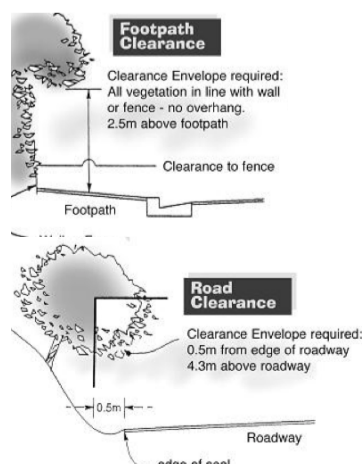 Footpath
Clearance
Clearance Envelope required:
All vegetation in line with wall
or fence - no overhang.
2.5m above footpath
Clearance to fence
Footpath
Road
Clearance
Clearance Envelope required:
0.5m from edge of roadway
4.3m above roadway
0.5m
Roadway
edge of seal